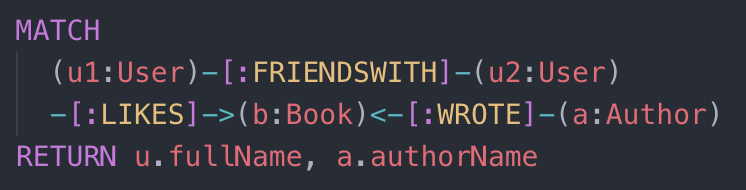 MATCH
(u1:User)-[:FRIENDSWITH]-(u2:User)
-[:LIKES]->(b:Book)<-[:WROTE]-(a:Author)
RETURN u.fullName, a.authorName